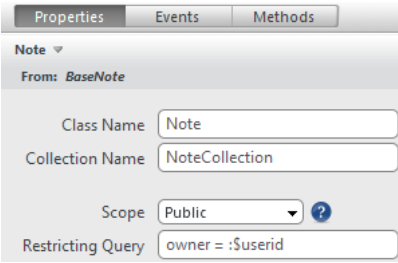 Properties Events Methods
Note
From: BaseNote
Class Name Note
Collection Name NoteCollection
Scope Public ?
Restricting Query owner = :$userid